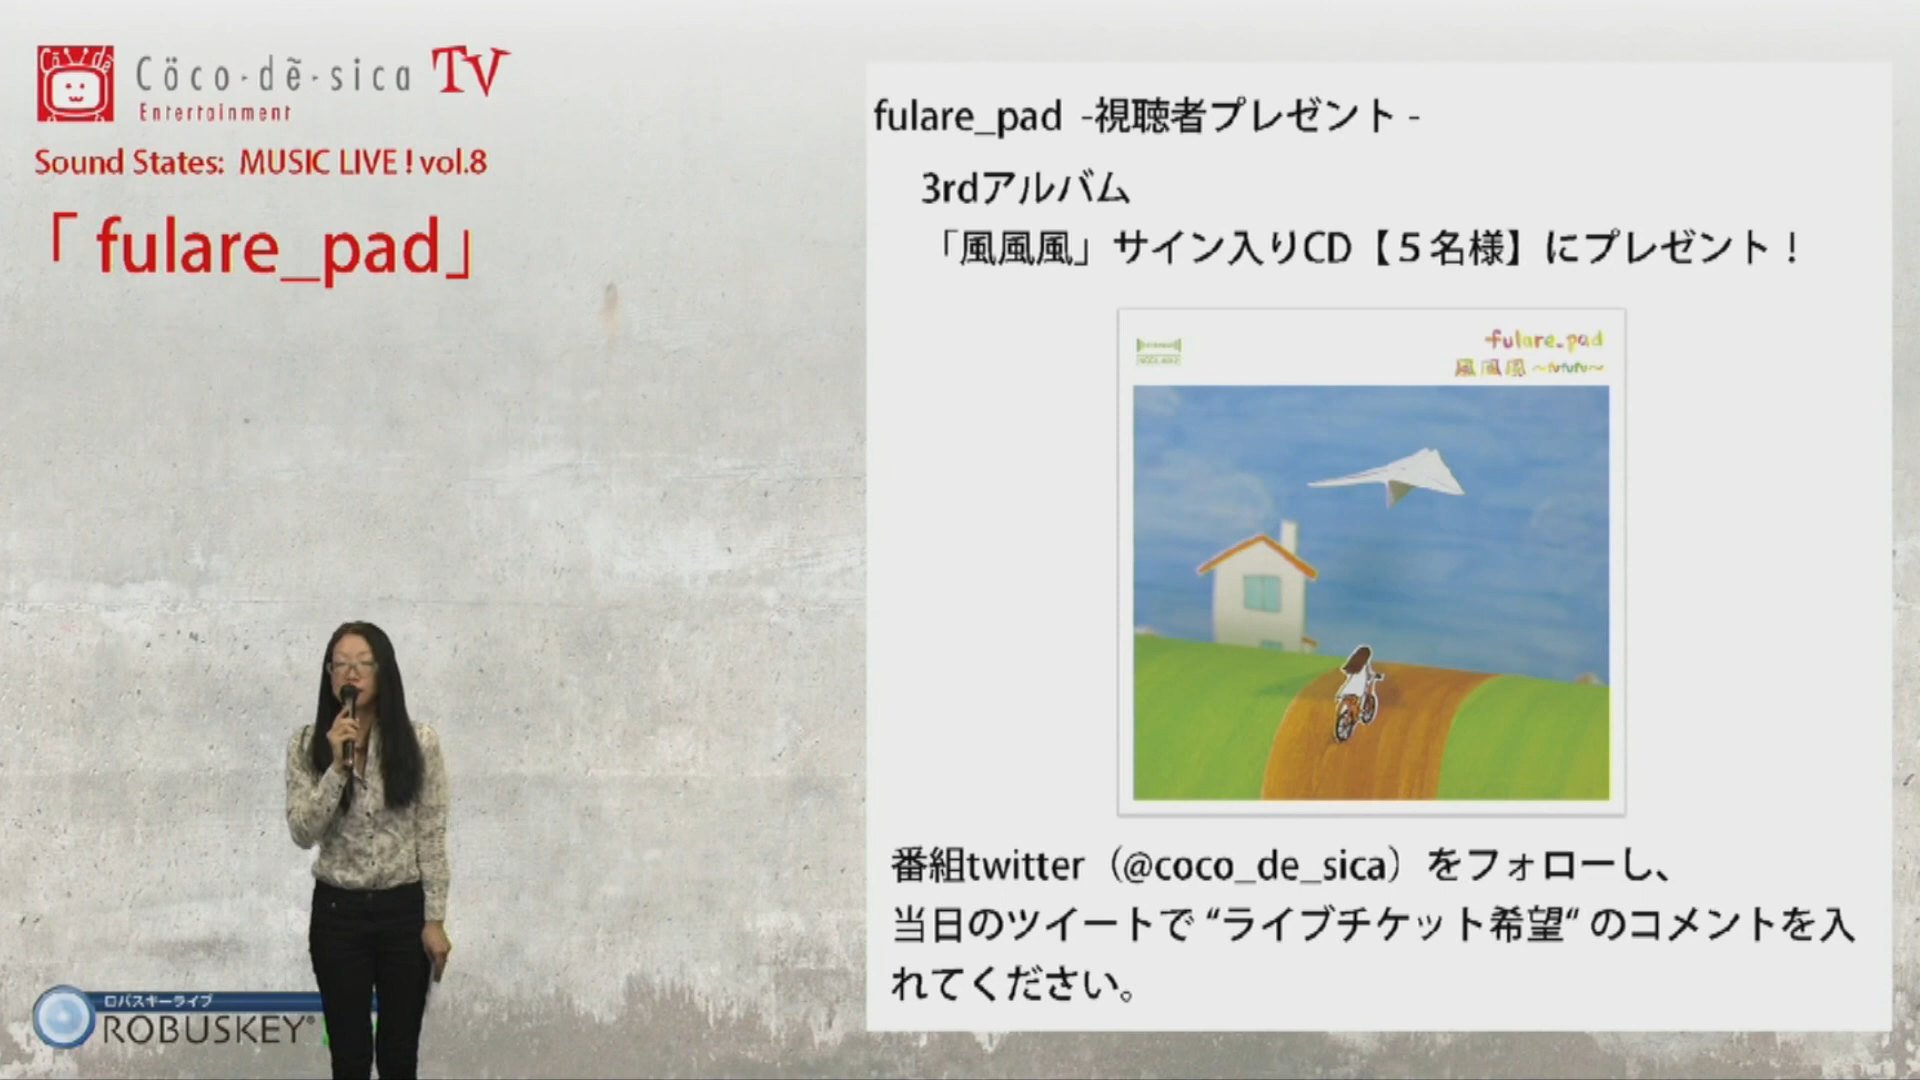 Cöco・dẽ・sica TV
Entertainment
Sound States: MUSIC LIVE ! vol.8
「 fulare_pad」
fulare_pad -視聴者プレゼント -
3rdアルバム
「風風風」サイン入りCD【５名様】にプレゼント！
fulare_pad
風風風 ～fufufu～
番組twitter（@coco_de_sica）をフォローし、
当日のツイートで “ライブチケット希望“ のコメントを入
れてください。
ロバスキーライブ
ROBUSKEY